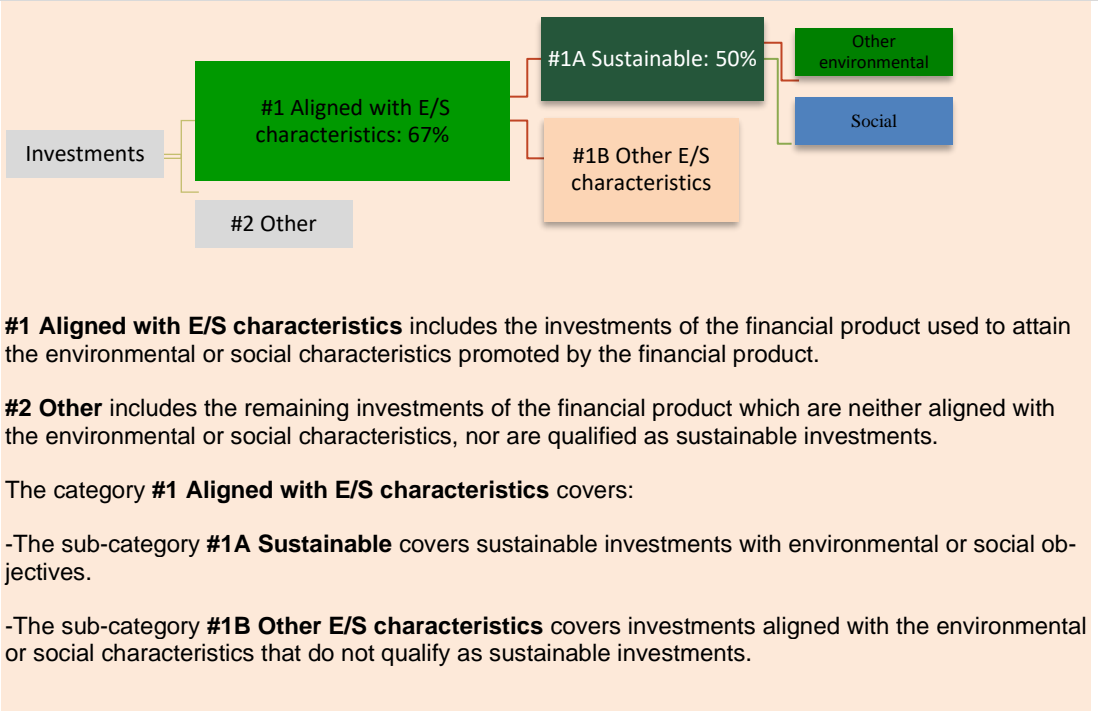 Investments
#1 Aligned with E/S
characteristics: 67%
#2 Other
#1A Sustainable: 50%
#1B Other E/S
characteristics
Other
environmental
Social
#1 Aligned with E/S characteristics includes the investments of the financial product used to attain
the environmental or social characteristics promoted by the financial product.
#2 Other includes the remaining investments of the financial product which are neither aligned with
the environmental or social characteristics, nor are qualified as sustainable investments.
The category #1 Aligned with E/S characteristics covers:
-The sub-category #1A Sustainable covers sustainable investments with environmental or social ob-
jectives.
-The sub-category #1B Other E/S characteristics covers investments aligned with the environmental
or social characteristics that do not qualify as sustainable investments.